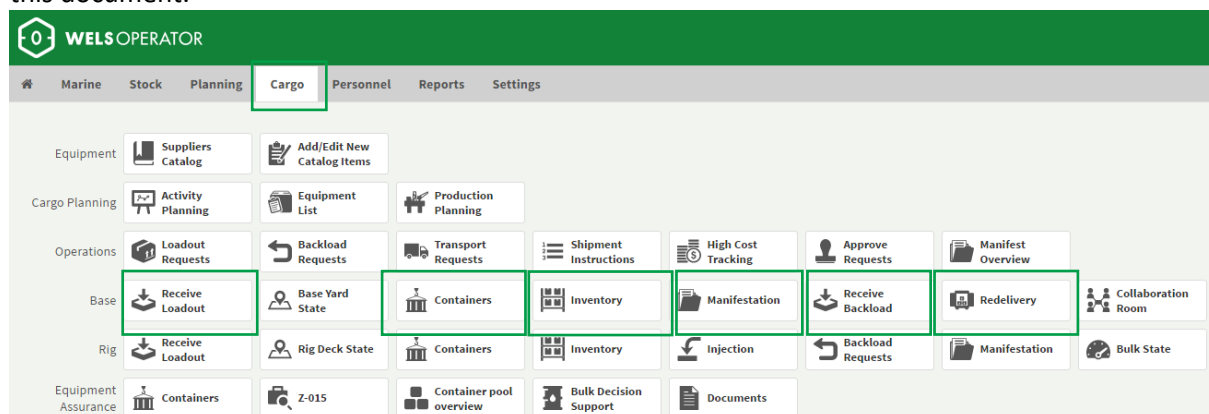 this document.
WELS OPERATOR
Marine Stock Planning Cargo Personnel Reports Settings
Equipment
Suppliers
Catalog
Add/Edit New
Catalog Items
Cargo Planning
Activity
Planning
Equipment
List
Production
Planning
Operations
Loadout
Requests
Backload
Requests
Transport
Requests
Shipment
Instructions
High Cost
Tracking
Approve
Requests
Manifest
Overview
Base
Receive
Loadout
Base Yard
State
Containers
Inventory
Manifestation
Receive
Backload
Redelivery
Collaboration
Room
Rig
Receive
Loadout
Rig Deck State
Containers
Inventory
Injection
Backload
Requests
Manifestation
Bulk State
Equipment
Assurance
Containers
Z-015
Container pool
overview
Bulk Decision
Support
Documents